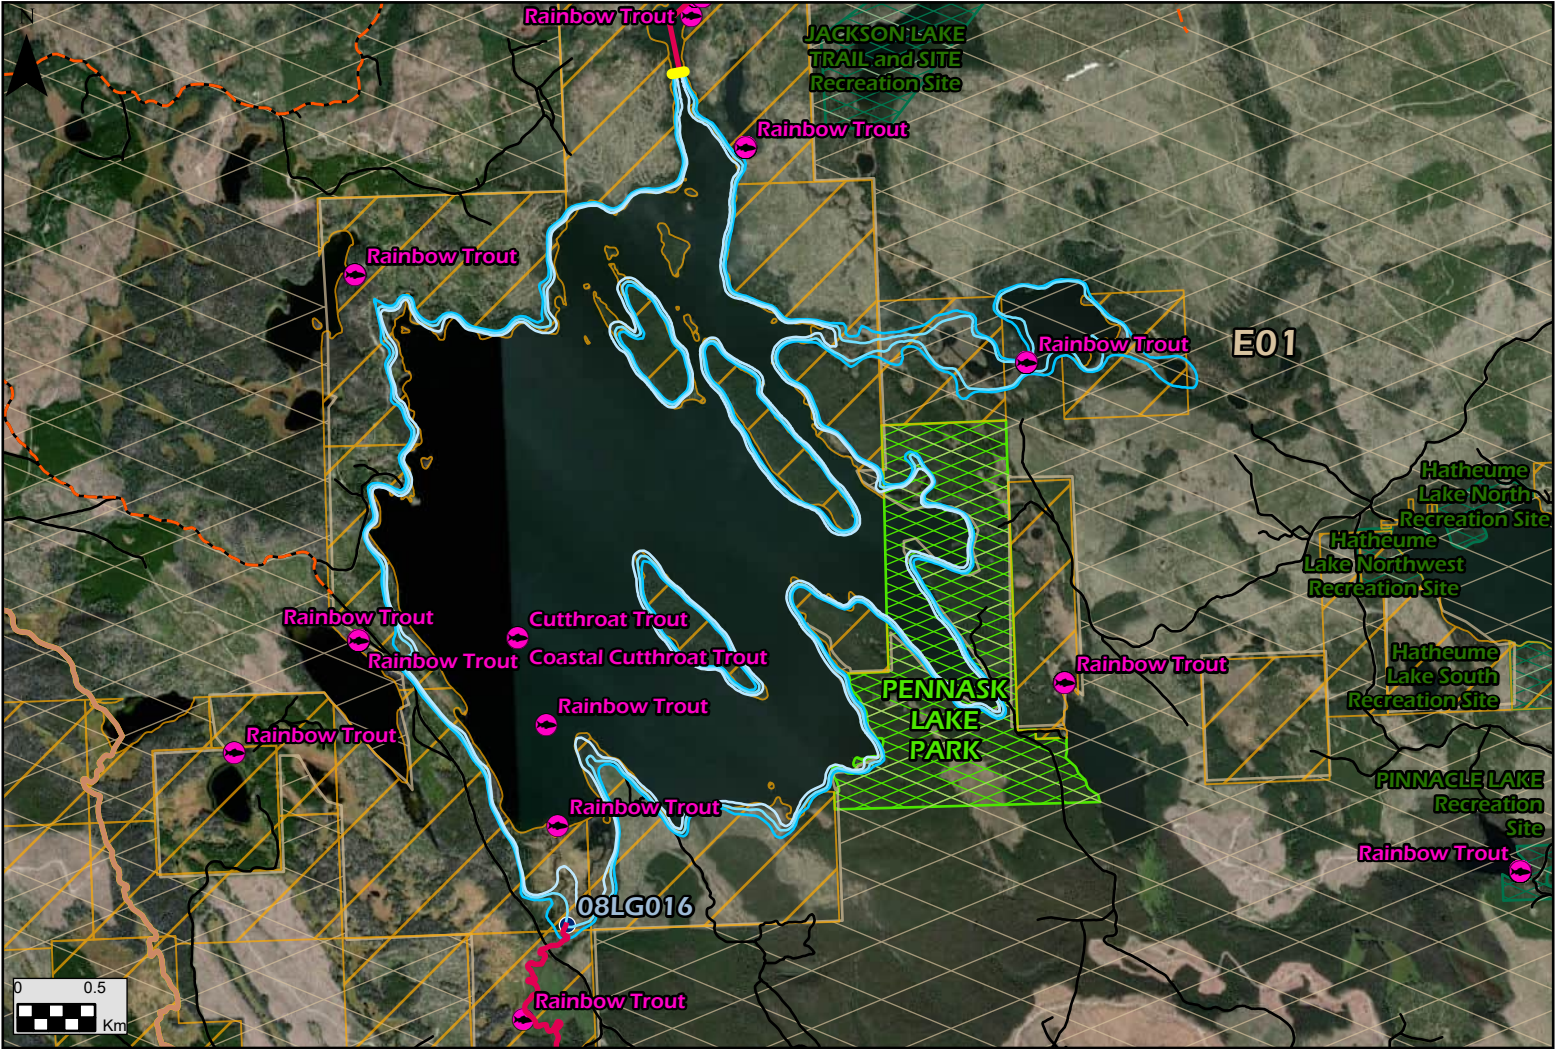 N
Rainbow Trout
JACKSON LAKE
TRAIL and SITE
Recreation Site
Rainbow Trout
Rainbow Trout
Rainbow Trout
E01
Hatheume
Lake North
Recreation Site
Hatheume
Lake Northwest
Recreation Site
Rainbow Trout
Cutthroat Trout
Rainbow Trout
Coastal Cutthroat Trout
Hatheume
Lake South
Recreation Site
Rainbow Trout
PENNASK
LAKE
PARK
Rainbow Trout
Rainbow Trout
PINNACLE LAKE
Recreation
Site
Rainbow Trout
Rainbow Trout
08LG016
Rainbow Trout
0 0.5
Km